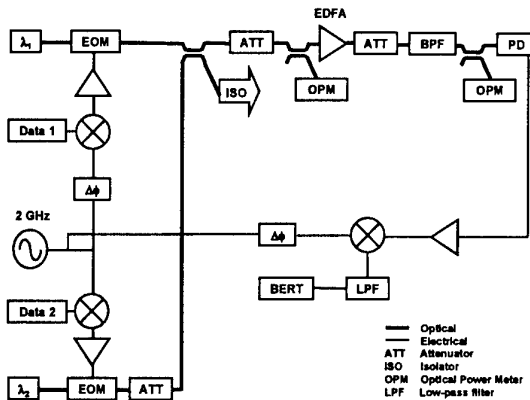 EDFA
λ1
EOM
ATT
ATT
BPF
PD
ISO
OPM
OPM
Data 1
Δϕ
2 GHz
Δϕ
BERT
LPF
Data 2
λ2
EOM
ATT
Optical
Electrical
ATT Attenuator
ISO Isolator
OPM Optical Power Meter
LPF Low-pass filter